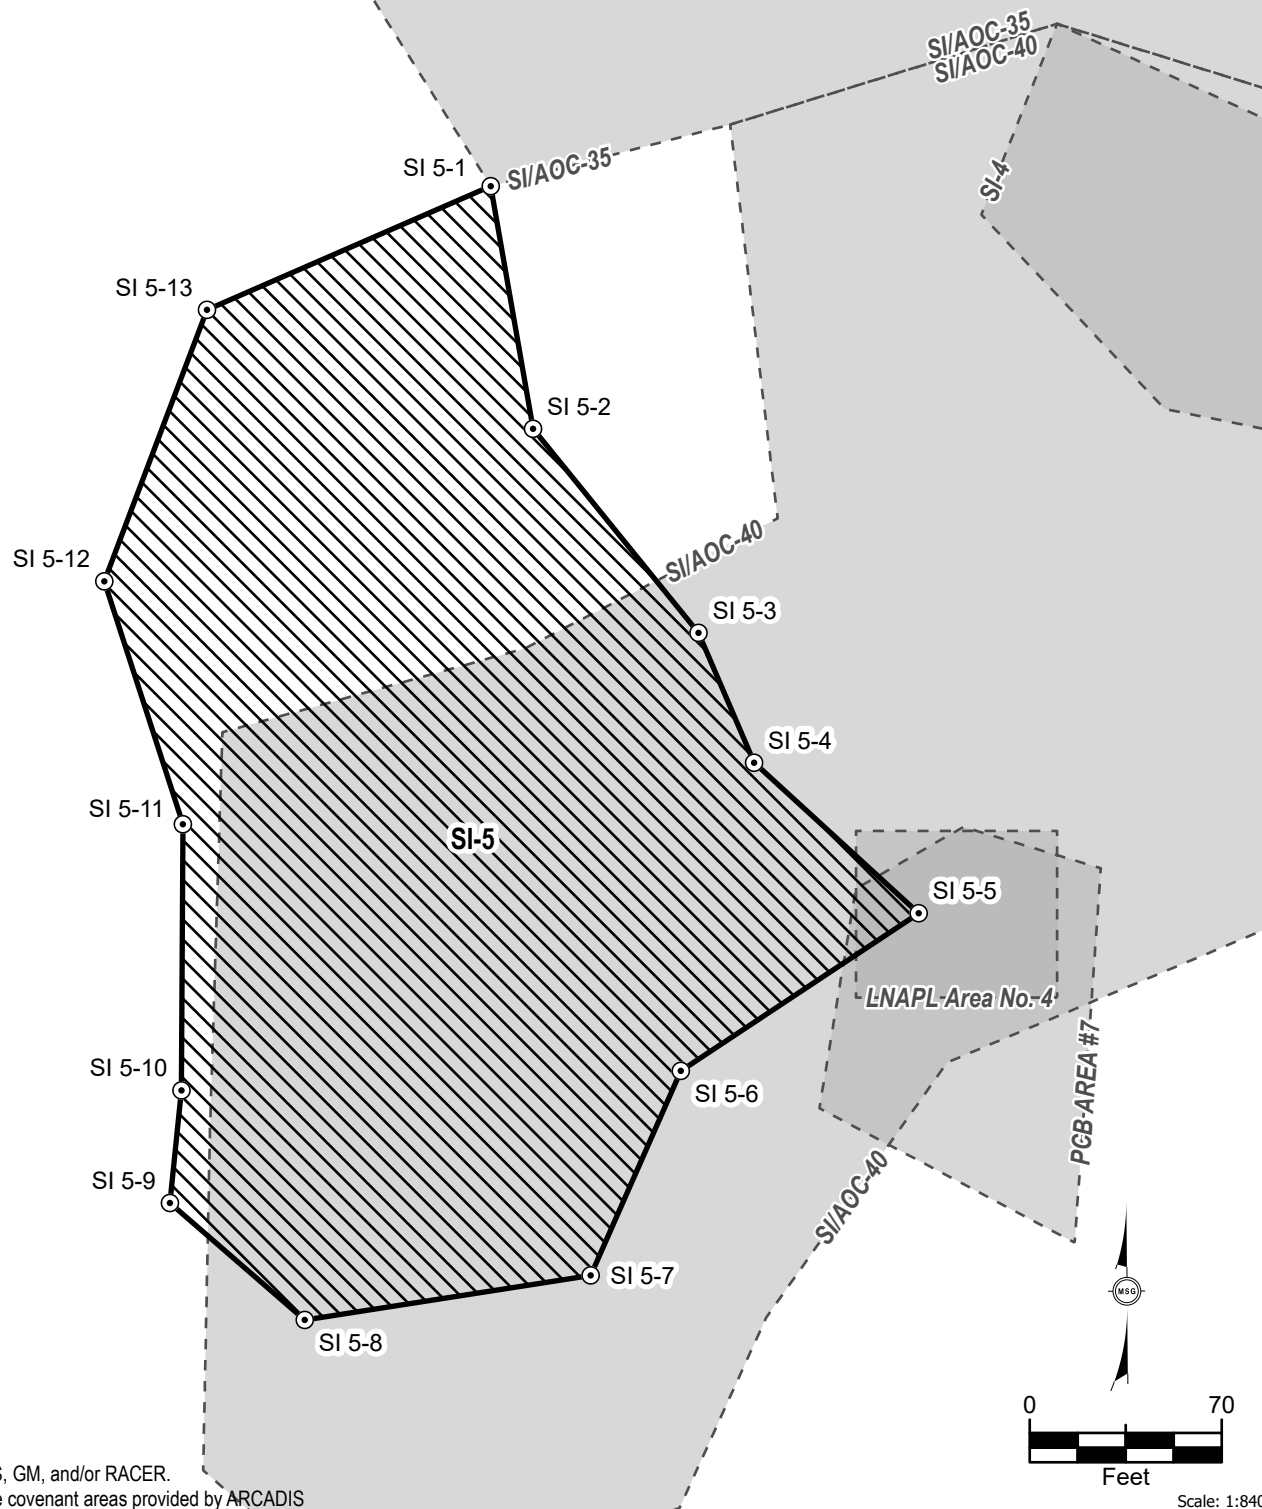 SI/AOC-35
SI/AOC-40
SI 5-1
SI/AOC-35
SI-4
SI 5-13
SI 5-2
SI/AOC-40
SI 5-12
SI 5-3
SI 5-4
SI 5-11
SI-5
SI 5-5
LNAPL Area No. 4
SI 5-10
SI 5-6
PCB-AREA #7
SI 5-9
SI/AOC-40
SI 5-7
MSG
SI 5-8
0 70
Feet
, GM, and/or RACER.
covenant areas provided by ARCADIS
Scale: 1:840